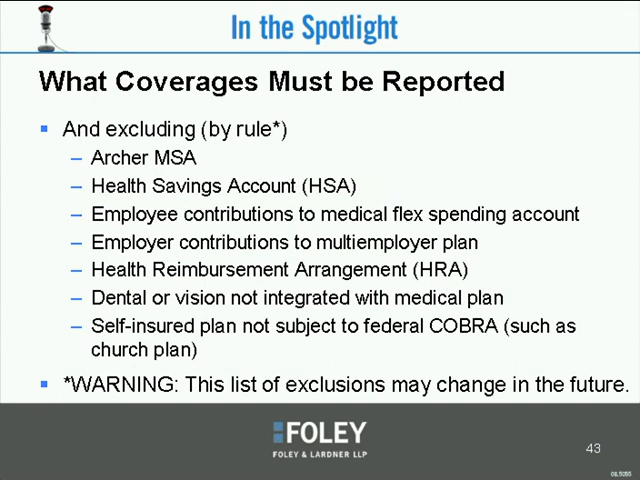 In the Spotlight
What Coverages Must be Reported
And excluding (by rule*)
– Archer MSA
– Health Savings Account (HSA)
– Employee contributions to medical flex spending account
– Employer contributions to multiemployer plan
– Health Reimbursement Arrangement (HRA)
– Dental or vision not integrated with medical plan
– Self-insured plan not subject to federal COBRA (such as
church plan)
*WARNING: This list of exclusions may change in the future.
FOLEY
FOLEY & LARDNER LLP
43